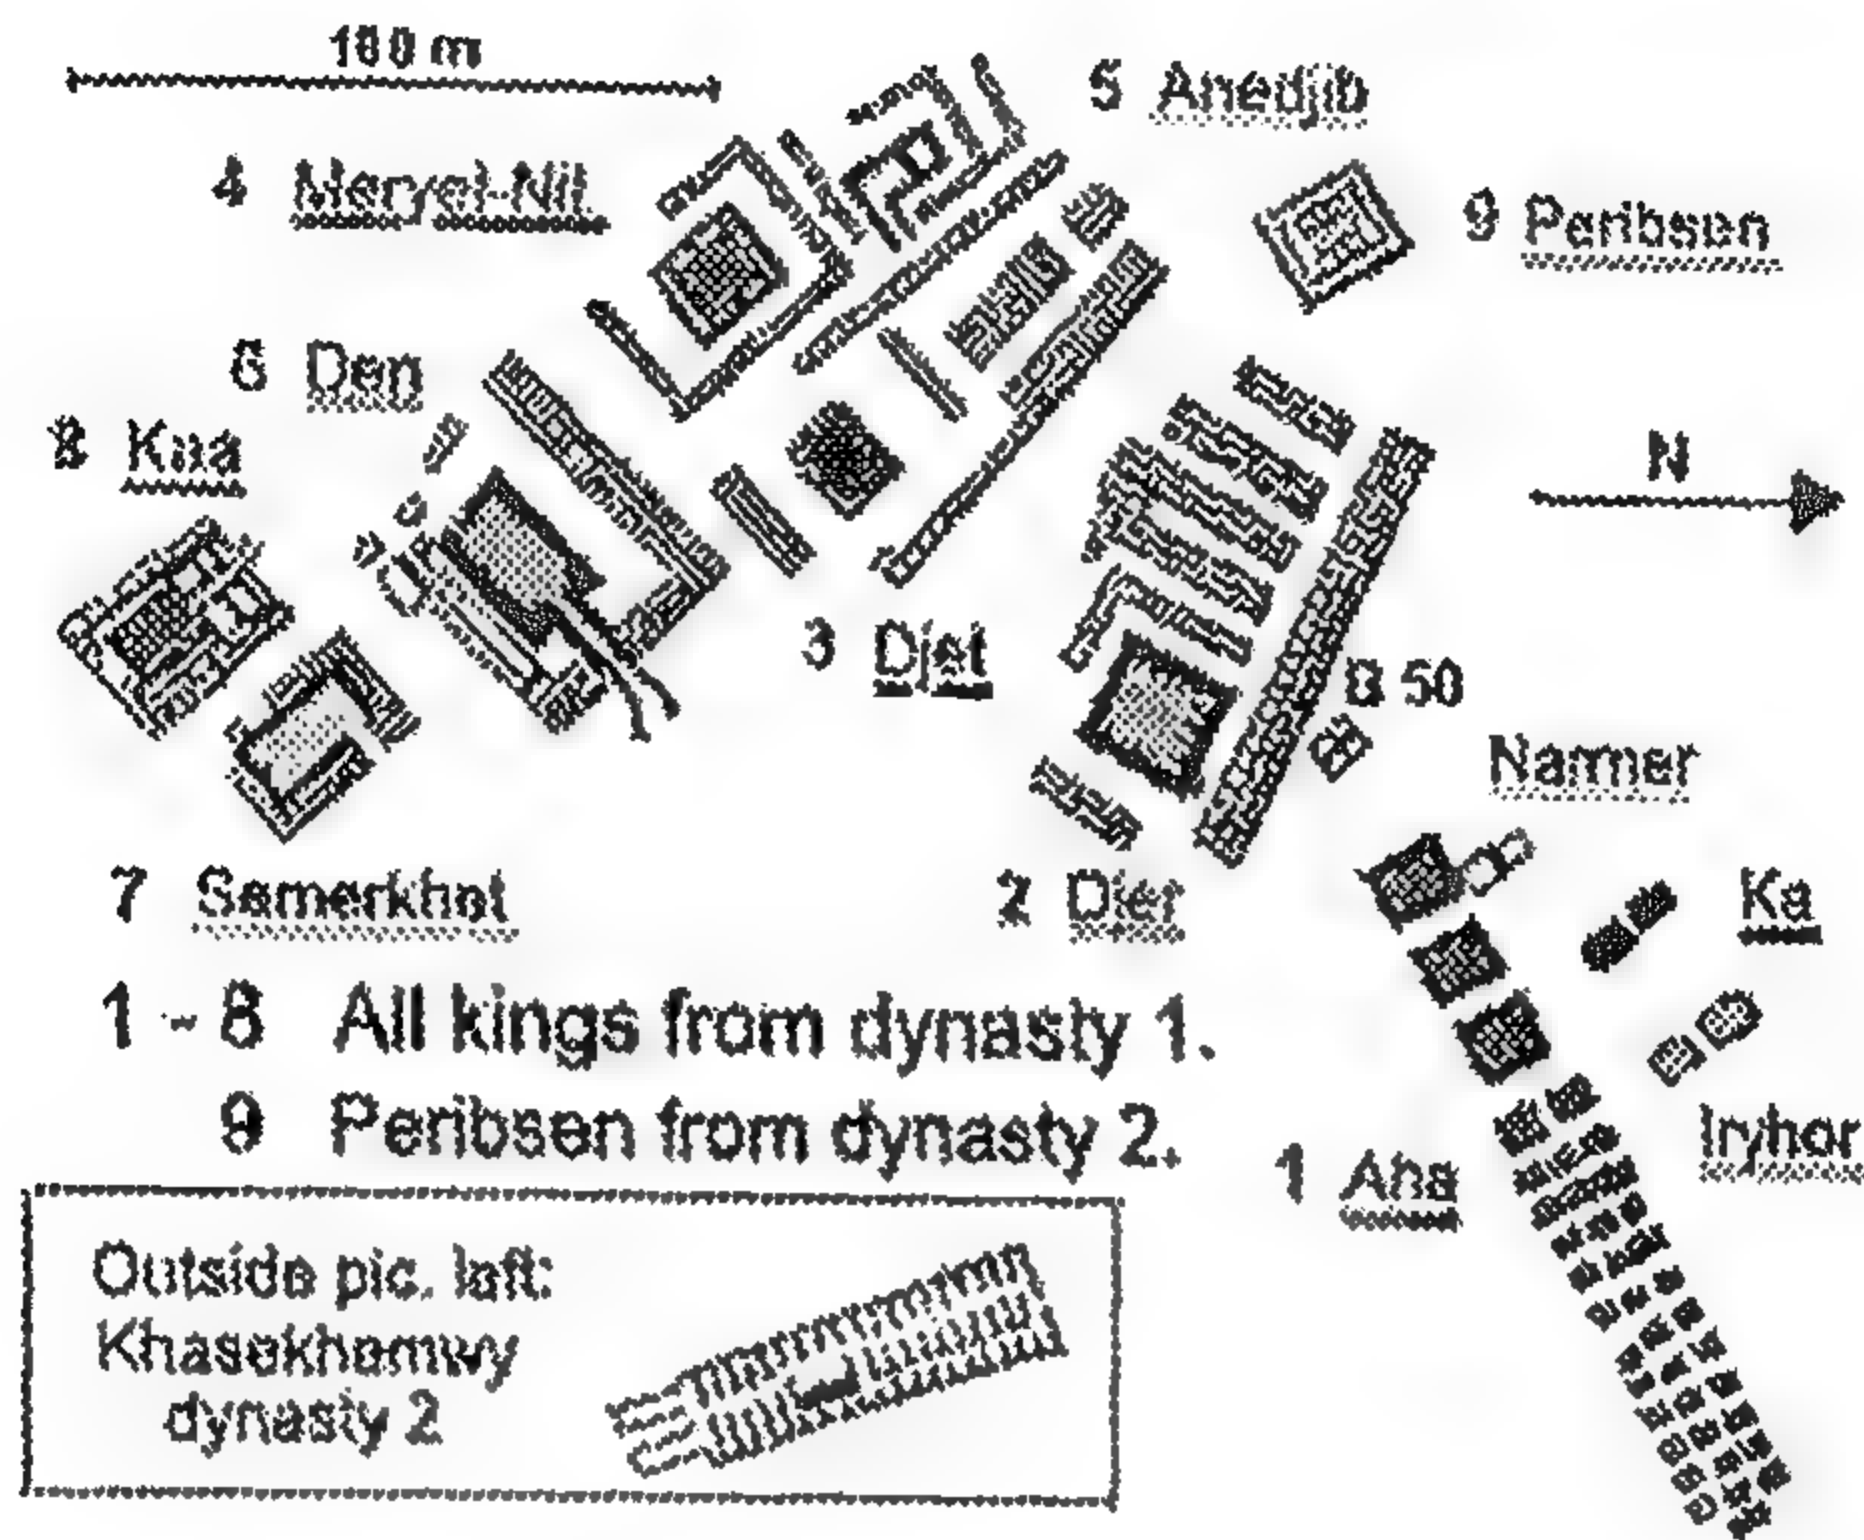 100 m
5 Anedjib
4 Meryet-Nit
9 Peribsen
6 Den
8 Kaa
N
3 Djet
B 50
Narmer
7 Semerkhet
2 Djer
Ka
1 - 8 All kings from dynasty 1.
9 Peribsen from dynasty 2.
Iryhor
1 Aha
Outside pic. left:
Khasekhemwy
dynasty 2